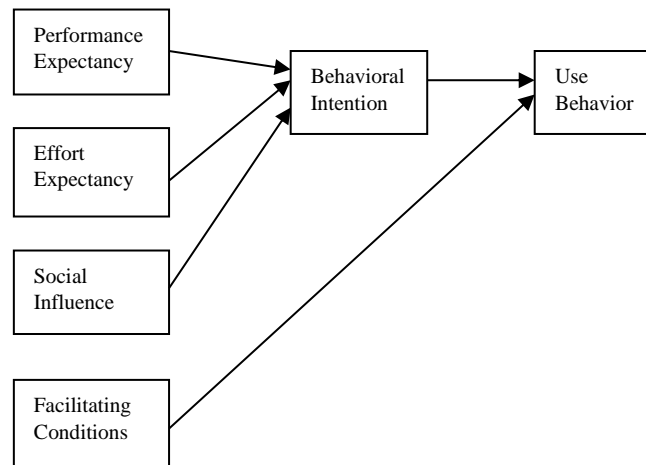 Performance
Expectancy
Behavioral
Intention
Use
Behavior
Effort
Expectancy
Social
Influence
Facilitating
Conditions